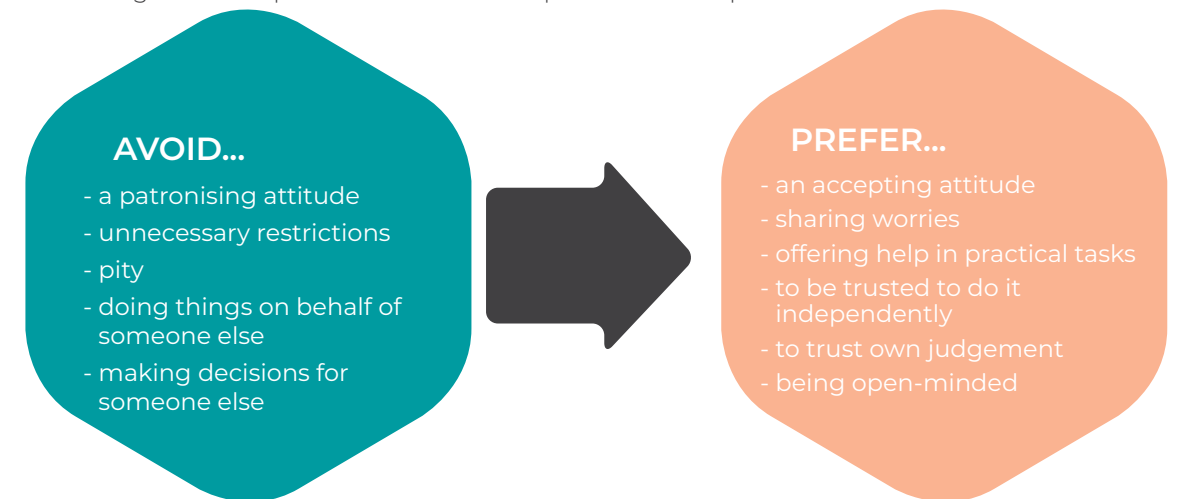 AVOID...
- a patronising attitude
- unnecessary restrictions
- pity
- doing things on behalf of
someone else
- making decisions for
someone else
PREFER...
- an accepting attitude
- sharing worries
- offering help in practical tasks
- to be trusted to do it
independently
- to trust own judgement
- being open-minded